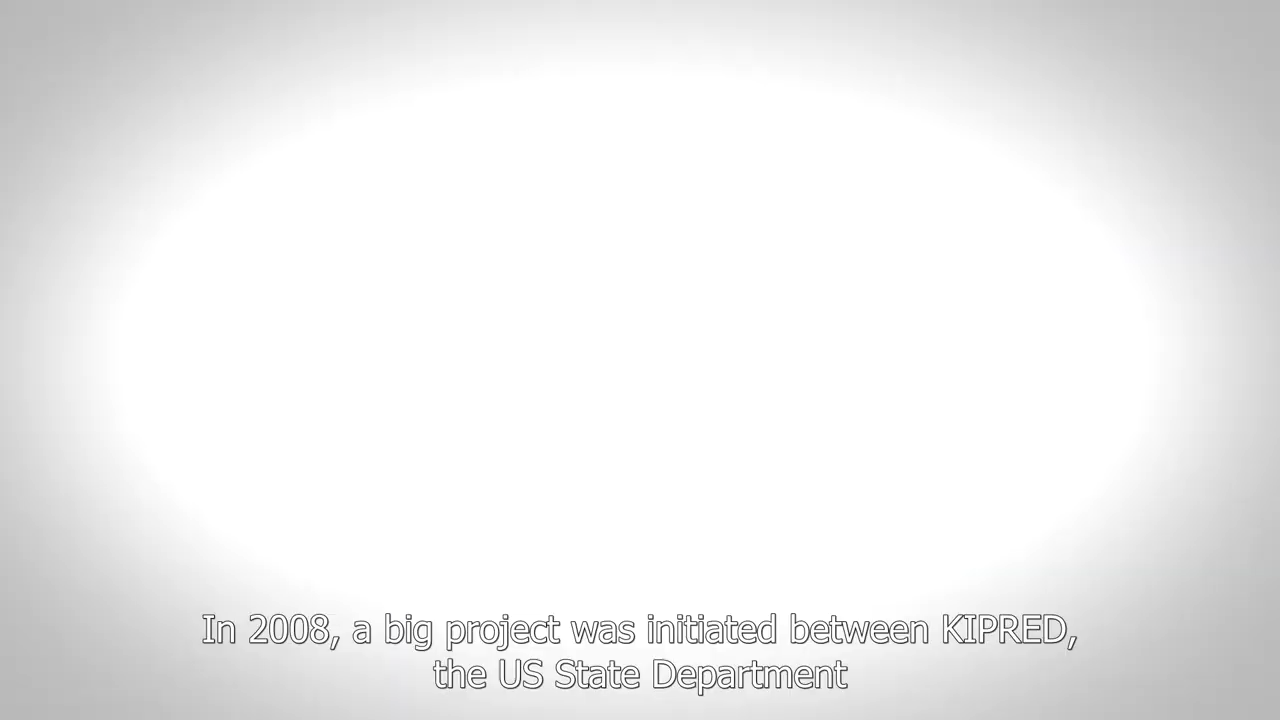 In 2008, a big project was initiated between KIPRED,
the US State Department